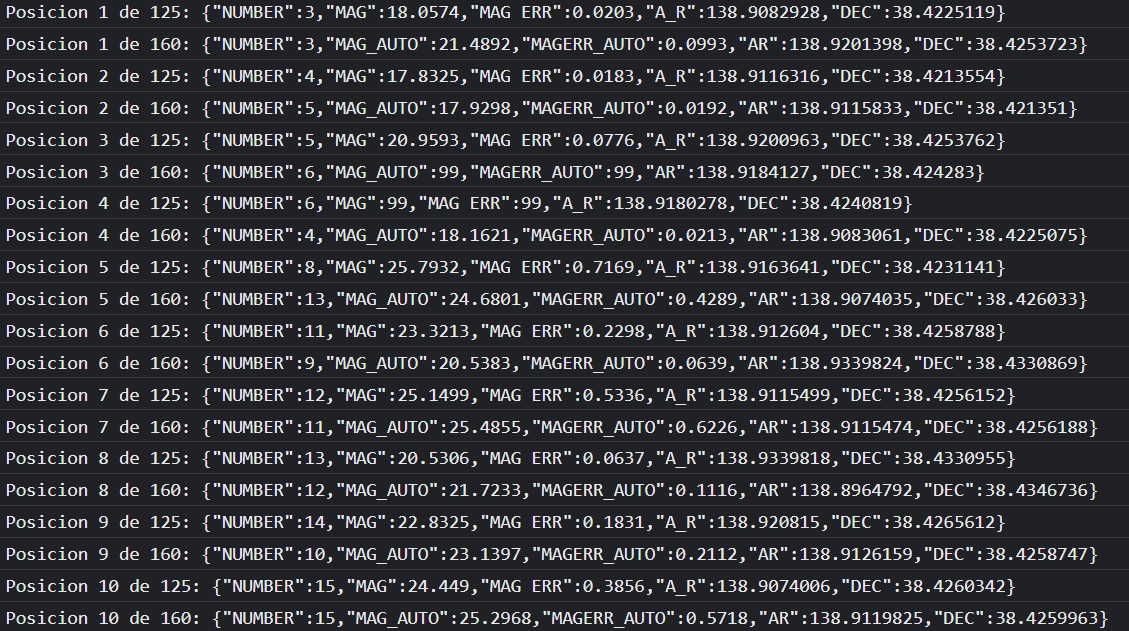 Posicion 1 de 125: {"NUMBER":3,"MAG":18.0574,"MAG ERR":0.0203,"A_R":138.9082928,"DEC":38.4225119}
Posicion 1 de 160: {"NUMBER":3,"MAG_AUTO":21.4892,"MAGERR_AUTO":0.0993,"AR":138.9201398,"DEC":38.4253723}
Posicion 2 de 125: {"NUMBER":4,"MAG":17.8325,"MAG ERR":0.0183,"A_R":138.9116316,"DEC":38.4213554}
Posicion 2 de 160: {"NUMBER":5,"MAG_AUTO":17.9298,"MAGERR_AUTO":0.0192,"AR":138.9115833,"DEC":38.421351}
Posicion 3 de 125: {"NUMBER":5,"MAG":20.9593,"MAG ERR":0.0776,"A_R":138.9200963,"DEC":38.4253762}
Posicion 3 de 160: {"NUMBER":6,"MAG_AUTO":99,"MAGERR_AUTO":99,"AR":138.9184127,"DEC":38.424283}
Posicion 4 de 125: {"NUMBER":6,"MAG":99,"MAG ERR":99,"A_R":138.9180278,"DEC":38.4240819}
Posicion 4 de 160: {"NUMBER":4,"MAG_AUTO":18.1621,"MAGERR_AUTO":0.0213,"AR":138.9083061,"DEC":38.4225075}
Posicion 5 de 125: {"NUMBER":8,"MAG":25.7932,"MAG ERR":0.7169,"A_R":138.9163641,"DEC":38.4231141}
Posicion 5 de 160: {"NUMBER":13,"MAG_AUTO":24.6801,"MAGERR_AUTO":0.4289,"AR":138.9074035,"DEC":38.426033}
Posicion 6 de 125: {"NUMBER":11,"MAG":23.3213,"MAG ERR":0.2298,"A_R":138.912604,"DEC":38.4258788}
Posicion 6 de 160: {"NUMBER":9,"MAG_AUTO":20.5383,"MAGERR_AUTO":0.0639,"AR":138.9339824,"DEC":38.4330869}
Posicion 7 de 125: {"NUMBER":12,"MAG":25.1499,"MAG ERR":0.5336,"A_R":138.9115499,"DEC":38.4256152}
Posicion 7 de 160: {"NUMBER":11,"MAG_AUTO":25.4855,"MAGERR_AUTO":0.6226,"AR":138.9115474,"DEC":38.4256188}
Posicion 8 de 125: {"NUMBER":13,"MAG":20.5306,"MAG ERR":0.0637,"A_R":138.9339818,"DEC":38.4330955}
Posicion 8 de 160: {"NUMBER":12,"MAG_AUTO":21.7233,"MAGERR_AUTO":0.1116,"AR":138.8964792,"DEC":38.4346736}
Posicion 9 de 125: {"NUMBER":14,"MAG":22.8325,"MAG ERR":0.1831,"A_R":138.920815,"DEC":38.4265612}
Posicion 9 de 160: {"NUMBER":10,"MAG_AUTO":23.1397,"MAGERR_AUTO":0.2112,"AR":138.9126159,"DEC":38.4258747}
Posicion 10 de 125: {"NUMBER":15,"MAG":24.449,"MAG ERR":0.3856,"A_R":138.9074006,"DEC":38.4260342}
Posicion 10 de 160: {"NUMBER":15,"MAG_AUTO":25.2968,"MAGERR_AUTO":0.5718,"AR":138.9119825,"DEC":38.4259963}